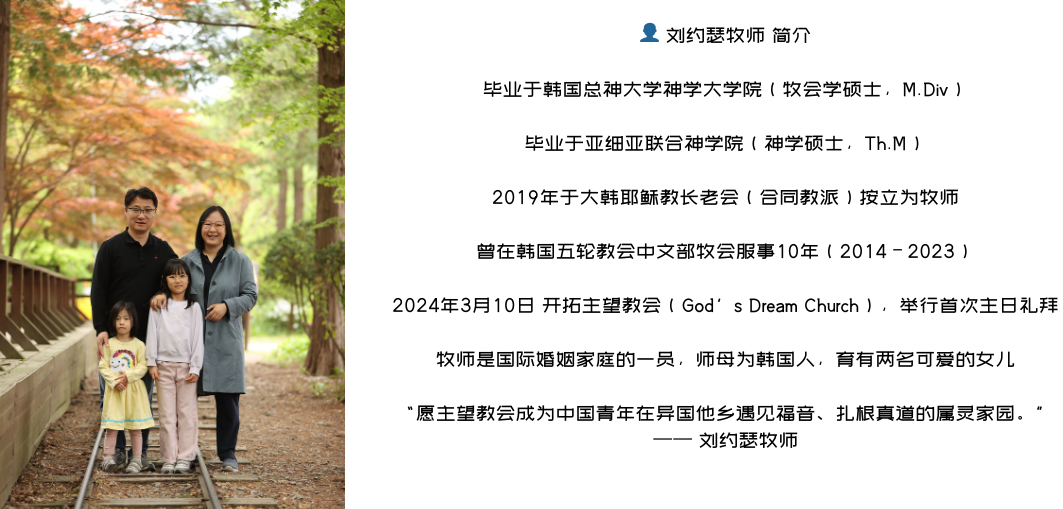 刘约瑟牧师 简介
毕业于韩国总神大学神学大学院（牧会学硕士，M.Div）
毕业于亚细亚联合神学院（神学硕士，Th.M）
2019年于大韩耶稣教长老会（合同教派）按立为牧师
曾在韩国五轮教会中文部牧会服事10年（2014–2023）
2024年3月10日 开拓主望教会（God’s Dream Church），举行首次主日礼拜
牧师是国际婚姻家庭的一员，师母为韩国人，育有两名可爱的女儿
“愿主望教会成为中国青年在异国他乡遇见福音、扎根真道的属灵家园。”
—— 刘约瑟牧师